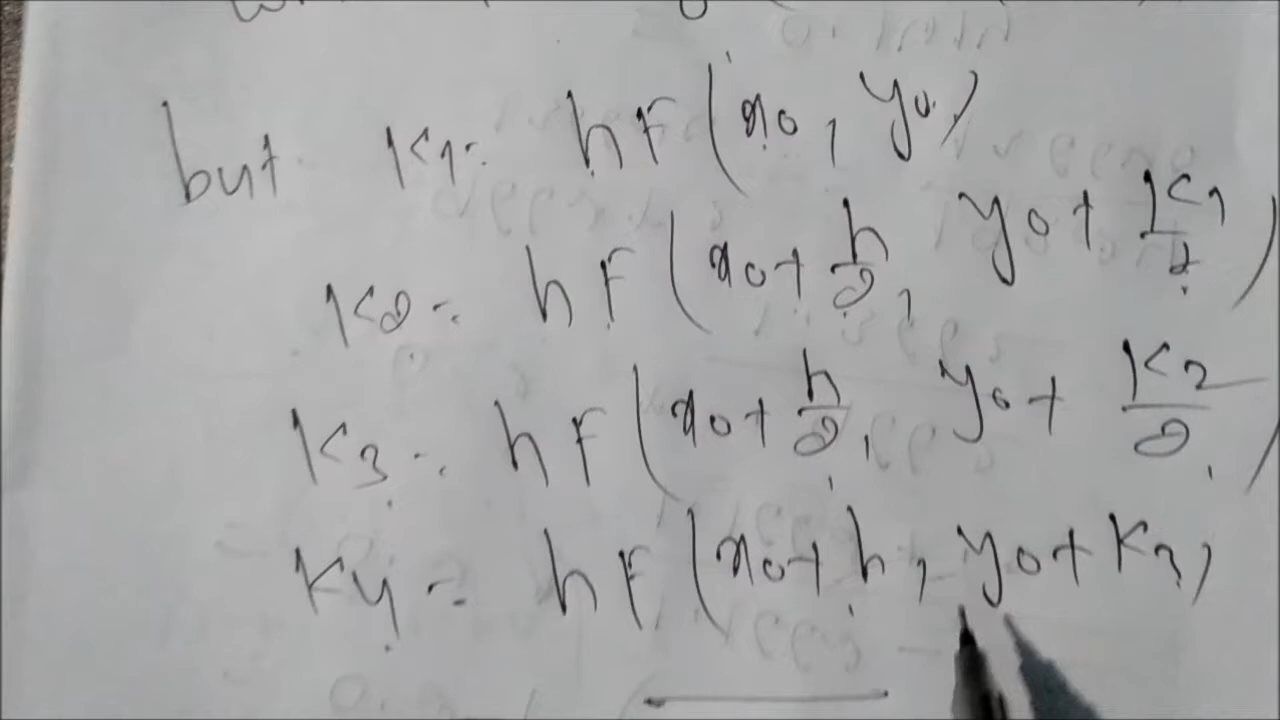 but K1= hF(x0, y0)
K2= hF(x0+h/2, y0+K1/2)
K3= hF(x0+h/2, y0+K2/2)
K4= hF(x0+h, y0+K3)